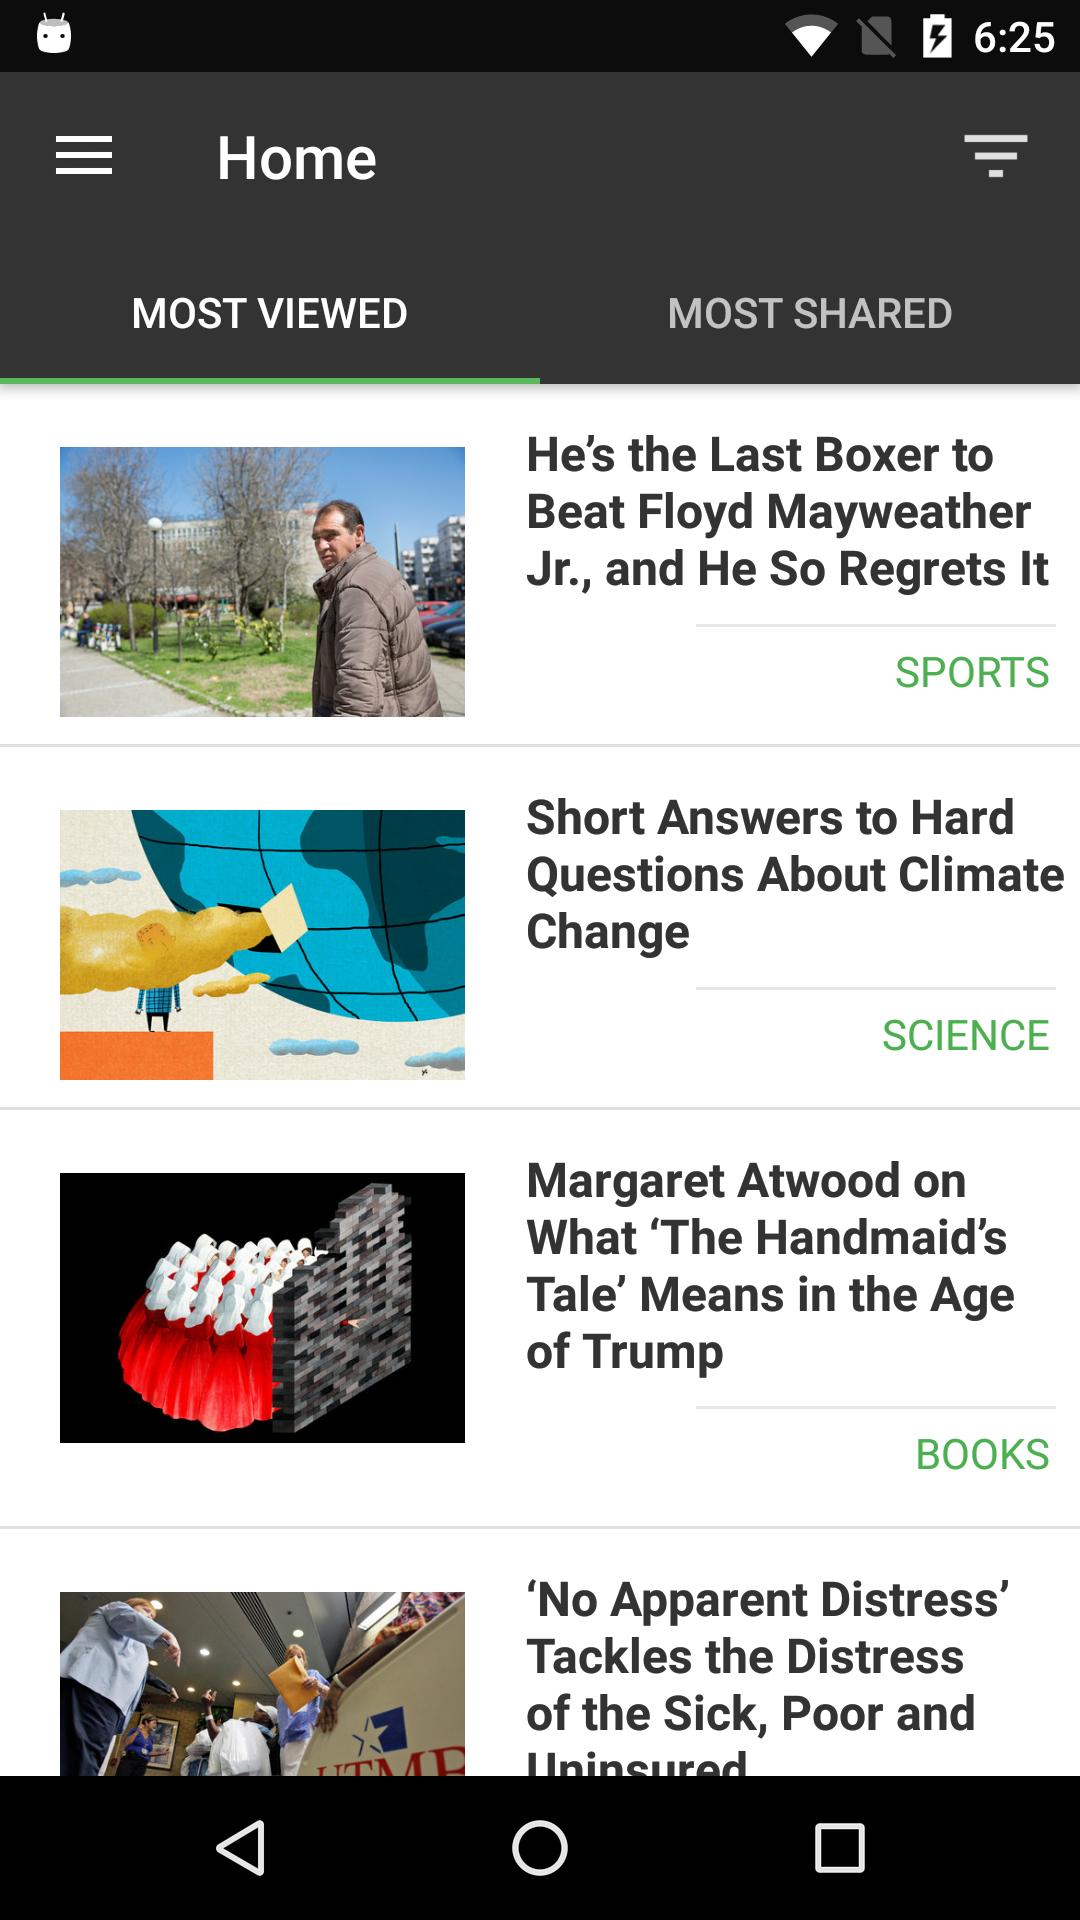 6:25
Home
MOST VIEWED
MOST SHARED
He’s the Last Boxer to
Beat Floyd Mayweather
Jr., and He So Regrets It
SPORTS
Short Answers to Hard
Questions About Climate
Change
SCIENCE
Margaret Atwood on
What ‘The Handmaid’s
Tale’ Means in the Age
of Trump
BOOKS
‘No Apparent Distress’
Tackles the Distress
of the Sick, Poor and
Uninsured
UTMB